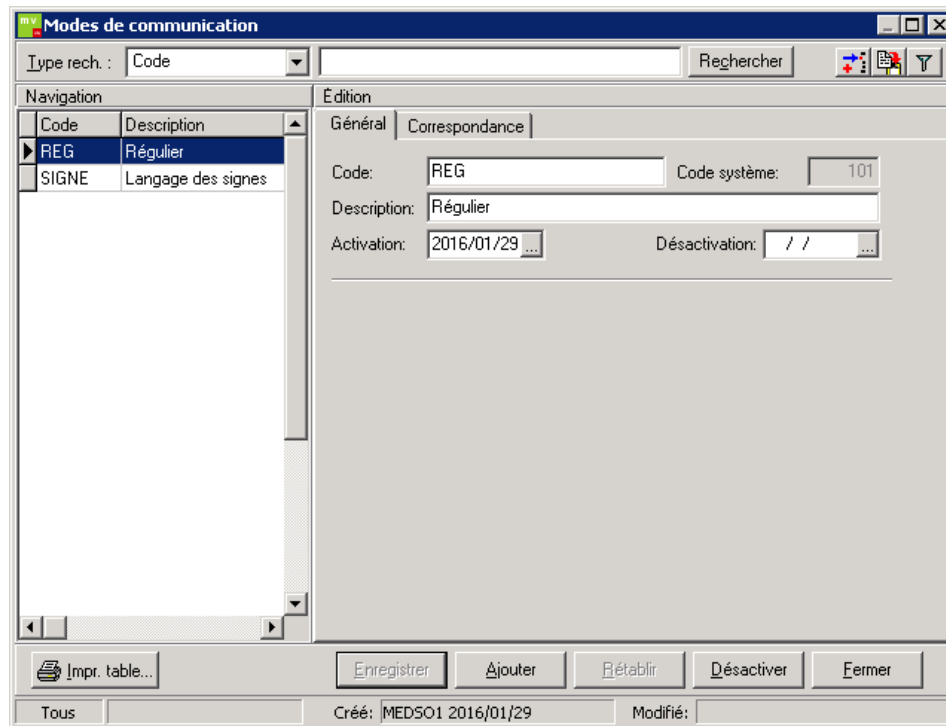 mv
Modes de communication
Type rech. : Code Rechercher
Navigation
Édition
Code Description
REG Régulier
SIGNE Langage des signes
Général Correspondance
Code: REG Code système: 101
Description: Régulier
Activation: 2016/01/29 ... Désactivation: / / ...
Impr. table... Enregistrer Ajouter Rétablir Désactiver Fermer
Tous Créé: MEDSO1 2016/01/29 Modifié: